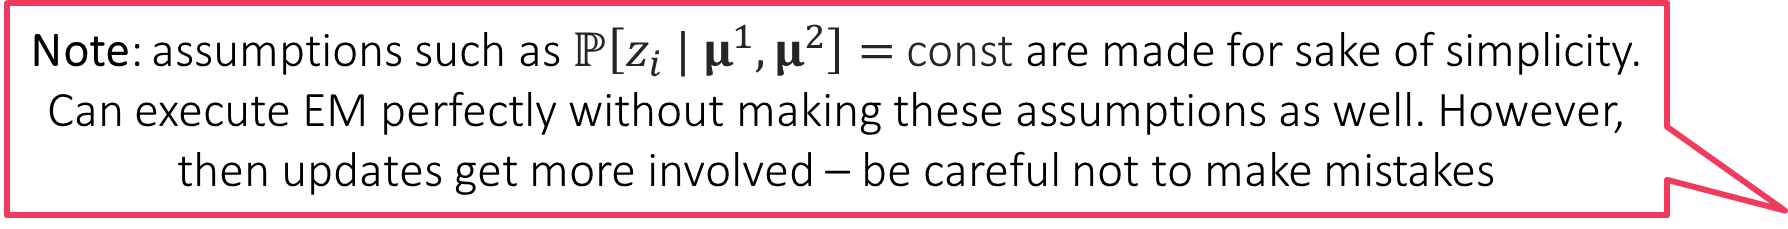 Note: assumptions such as ℙ[zᵢ | 𝛍¹, 𝛍²] = const are made for sake of simplicity.
Can execute EM perfectly without making these assumptions as well. However,
then updates get more involved – be careful not to make mistakes